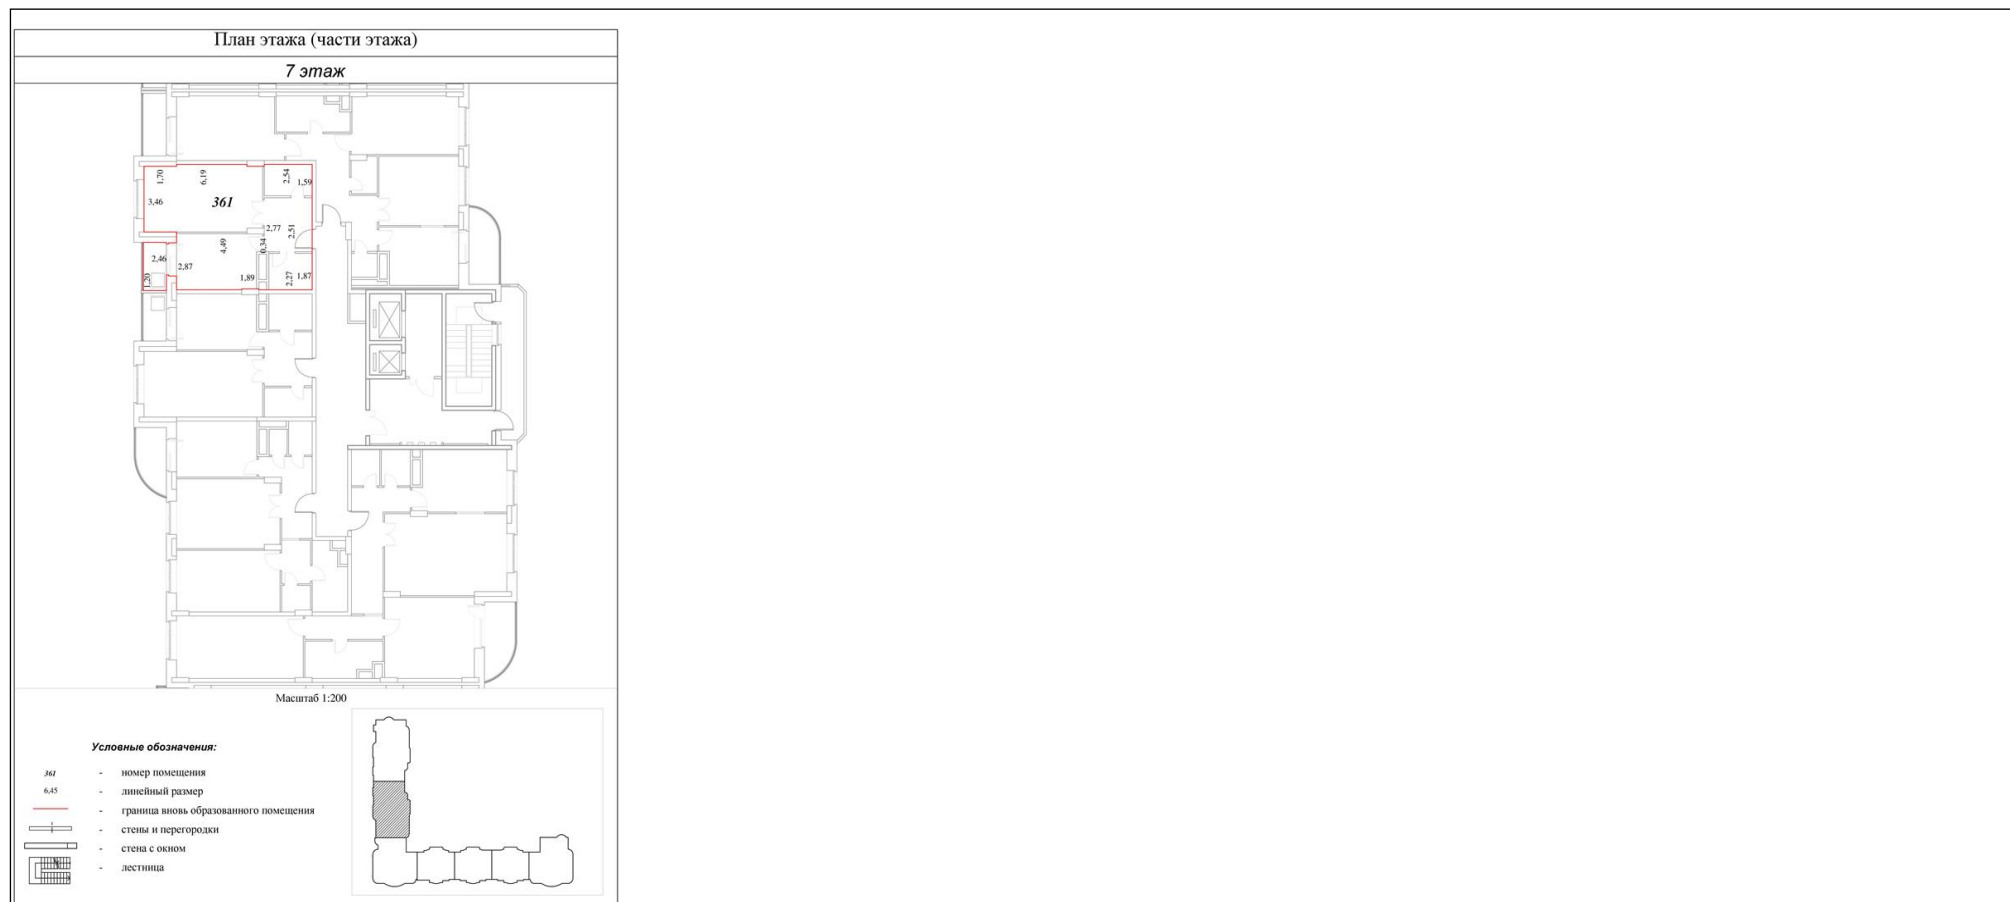 План этажа (части этажа)
7 этаж
1,70
6,19
2,54
1,59
3,46
361
2,77
2,51
4,49
0,34
2,46
2,87
1,20
1,89
2,27
1,87
Масштаб 1:200
Условные обозначения:
361 - номер помещения
6,45 - линейный размер
- граница вновь образованного помещения
- стены и перегородки
- стена с окном
- лестница